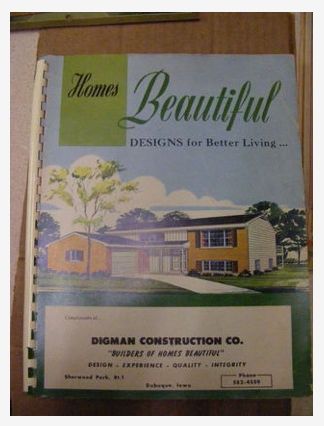 Homes
Beautiful
DESIGNS for Better Living ...
Compliments of...
DIGMAN CONSTRUCTION CO.
"BUILDERS OF HOMES BEAUTIFUL"
DESIGN - EXPERIENCE - QUALITY - INTEGRITY
Sherwood Park, Rt.1
Dubuque, Iowa
Phone
582-4509